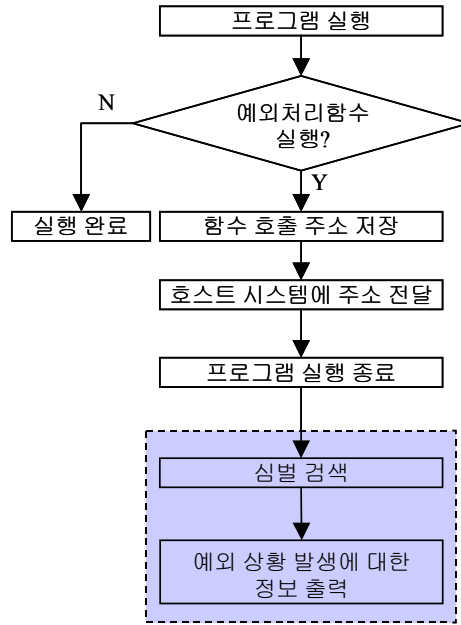 프로그램 실행
예외처리함수
실행?
N
Y
실행 완료
함수 호출 주소 저장
호스트 시스템에 주소 전달
프로그램 실행 종료
심벌 검색
예외 상황 발생에 대한
정보 출력